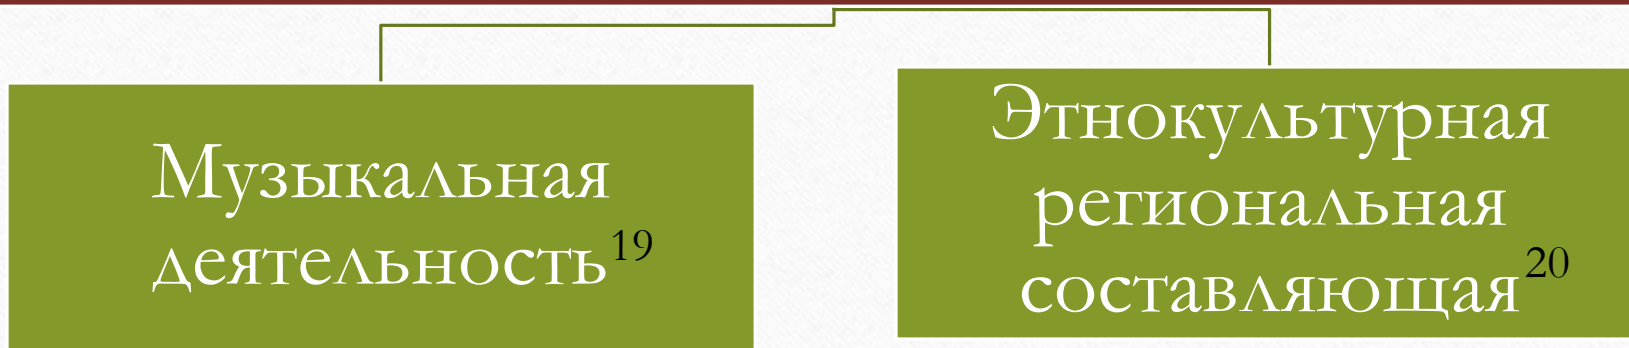 Музыкальная
деятельность19
Этнокультурная
региональная
составляющая20